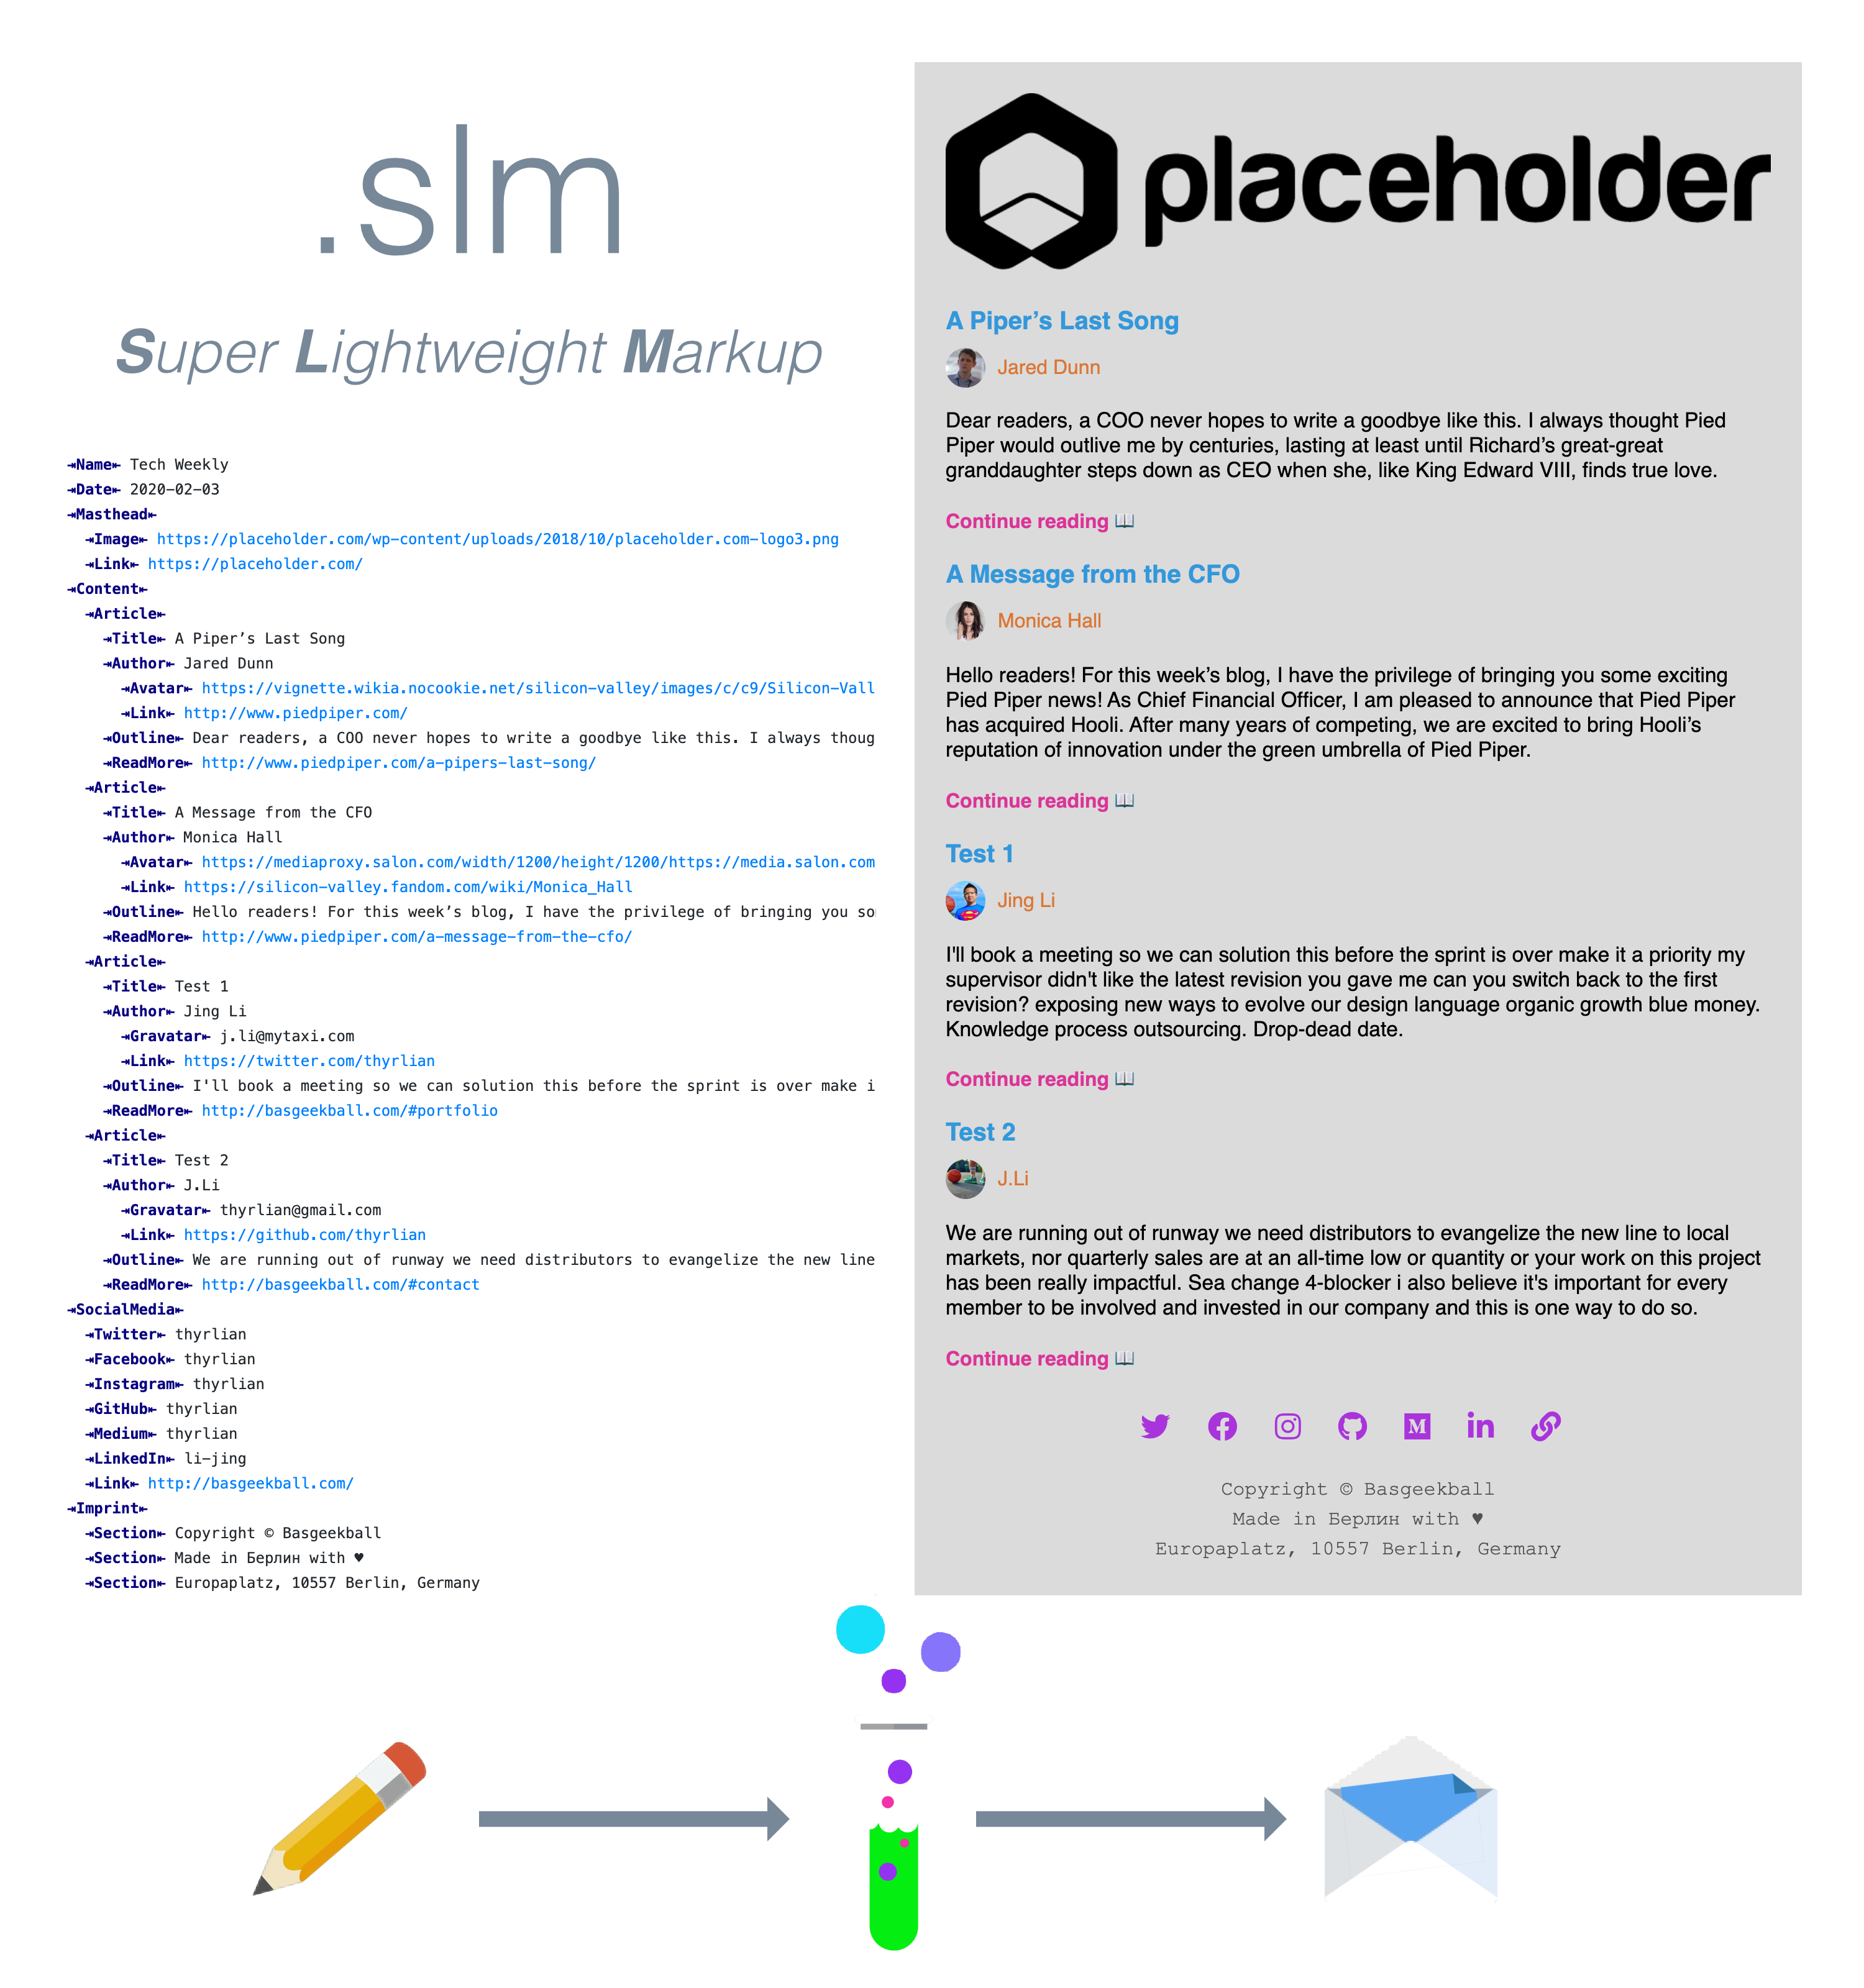 .slm
Super Lightweight Markup
⇥Name⇤ Tech Weekly
⇥Date⇤ 2020-02-03
⇥Masthead⇤
⇥Image⇤ https://placeholder.com/wp-content/uploads/2018/10/placeholder.com-logo3.png
⇥Link⇤ https://placeholder.com/
⇥Content⇤
⇥Article⇤
⇥Title⇤ A Piper’s Last Song
⇥Author⇤ Jared Dunn
⇥Avatar⇤ https://vignette.wikia.nocookie.net/silicon-valley/images/c/c9/Silicon-Vall
⇥Link⇤ http://www.piedpiper.com/
⇥Outline⇤ Dear readers, a COO never hopes to write a goodbye like this. I always thoug
⇥ReadMore⇤ http://www.piedpiper.com/a-pipers-last-song/
⇥Article⇤
⇥Title⇤ A Message from the CFO
⇥Author⇤ Monica Hall
⇥Avatar⇤ https://mediaproxy.salon.com/width/1200/height/1200/https://media.salon.com
⇥Link⇤ https://silicon-valley.fandom.com/wiki/Monica_Hall
⇥Outline⇤ Hello readers! For this week’s blog, I have the privilege of bringing you so
⇥ReadMore⇤ http://www.piedpiper.com/a-message-from-the-cfo/
⇥Article⇤
⇥Title⇤ Test 1
⇥Author⇤ Jing Li
⇥Gravatar⇤ j.li@mytaxi.com
⇥Link⇤ https://twitter.com/thyrlian
⇥Outline⇤ I'll book a meeting so we can solution this before the sprint is over make i
⇥ReadMore⇤ http://basgeekball.com/#portfolio
⇥Article⇤
⇥Title⇤ Test 2
⇥Author⇤ J.Li
⇥Gravatar⇤ thyrlian@gmail.com
⇥Link⇤ https://github.com/thyrlian
⇥Outline⇤ We are running out of runway we need distributors to evangelize the new line
⇥ReadMore⇤ http://basgeekball.com/#contact
⇥SocialMedia⇤
⇥Twitter⇤ thyrlian
⇥Facebook⇤ thyrlian
⇥Instagram⇤ thyrlian
⇥GitHub⇤ thyrlian
⇥Medium⇤ thyrlian
⇥LinkedIn⇤ li-jing
⇥Link⇤ http://basgeekball.com/
⇥Imprint⇤
⇥Section⇤ Copyright © Basgeekball
⇥Section⇤ Made in Берлин with ♥
⇥Section⇤ Europaplatz, 10557 Berlin, Germany
placeholder
A Piper’s Last Song
Jared Dunn
Dear readers, a COO never hopes to write a goodbye like this. I always thought Pied
Piper would outlive me by centuries, lasting at least until Richard’s great-great
granddaughter steps down as CEO when she, like King Edward VIII, finds true love.
Continue reading 📖
A Message from the CFO
Monica Hall
Hello readers! For this week’s blog, I have the privilege of bringing you some exciting
Pied Piper news! As Chief Financial Officer, I am pleased to announce that Pied Piper
has acquired Hooli. After many years of competing, we are excited to bring Hooli’s
reputation of innovation under the green umbrella of Pied Piper.
Continue reading 📖
Test 1
Jing Li
I'll book a meeting so we can solution this before the sprint is over make it a priority my
supervisor didn't like the latest revision you gave me can you switch back to the first
revision? exposing new ways to evolve our design language organic growth blue money.
Knowledge process outsourcing. Drop-dead date.
Continue reading 📖
Test 2
J.Li
We are running out of runway we need distributors to evangelize the new line to local
markets, nor quarterly sales are at an all-time low or quantity or your work on this project
has been really impactful. Sea change 4-blocker i also believe it's important for every
member to be involved and invested in our company and this is one way to do so.
Continue reading 📖
Copyright © Basgeekball
Made in Берлин with ♥
Europaplatz, 10557 Berlin, Germany